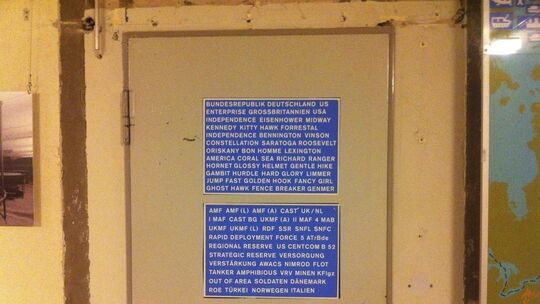 BUNDESREPUBLIK DEUTSCHLAND US
ENTERPRISE GROSSBRITANNIEN USA
INDEPENDENCE EISENHOWER MIDWAY
KENNEDY KITTY HAWK FORRESTAL
INDEPENDENCE BENNINGTON VINSON
CONSTELLATION SARATOGA ROOSEVELT
ORISKANY BON HOMME LEXINGTON
AMERICA CORAL SEA RICHARD RANGER
HORNET GLOSSY HELMET GENTLE HIKE
GAMBIT HURDLE HARD GLORY LIMMER
JUMP FAST GOLDEN HOOK FANCY GIRL
GHOST HAWK FENCE BREAKER GENMER
AMF AMF (L) AMF (A) CAST UK/NL
I MAF CAST BG UKMF (A) II MAF 4 MAB
UKMF UKMF (L) RDF SSR SNFL SNFC
RAPID DEPLOYMENT FORCE 5 ATrBde
REGIONAL RESERVE US CENTCOM B 52
STRATEGIC RESERVE VERSORGUNG
VERSTÄRKUNG AWACS NIMROD FLOT
TANKER AMPHIBIOUS VRV MINEN KFlgz
OUT OF AREA SOLDATEN DÄNEMARK
ROE TÜRKEI NORWEGEN ITALIEN